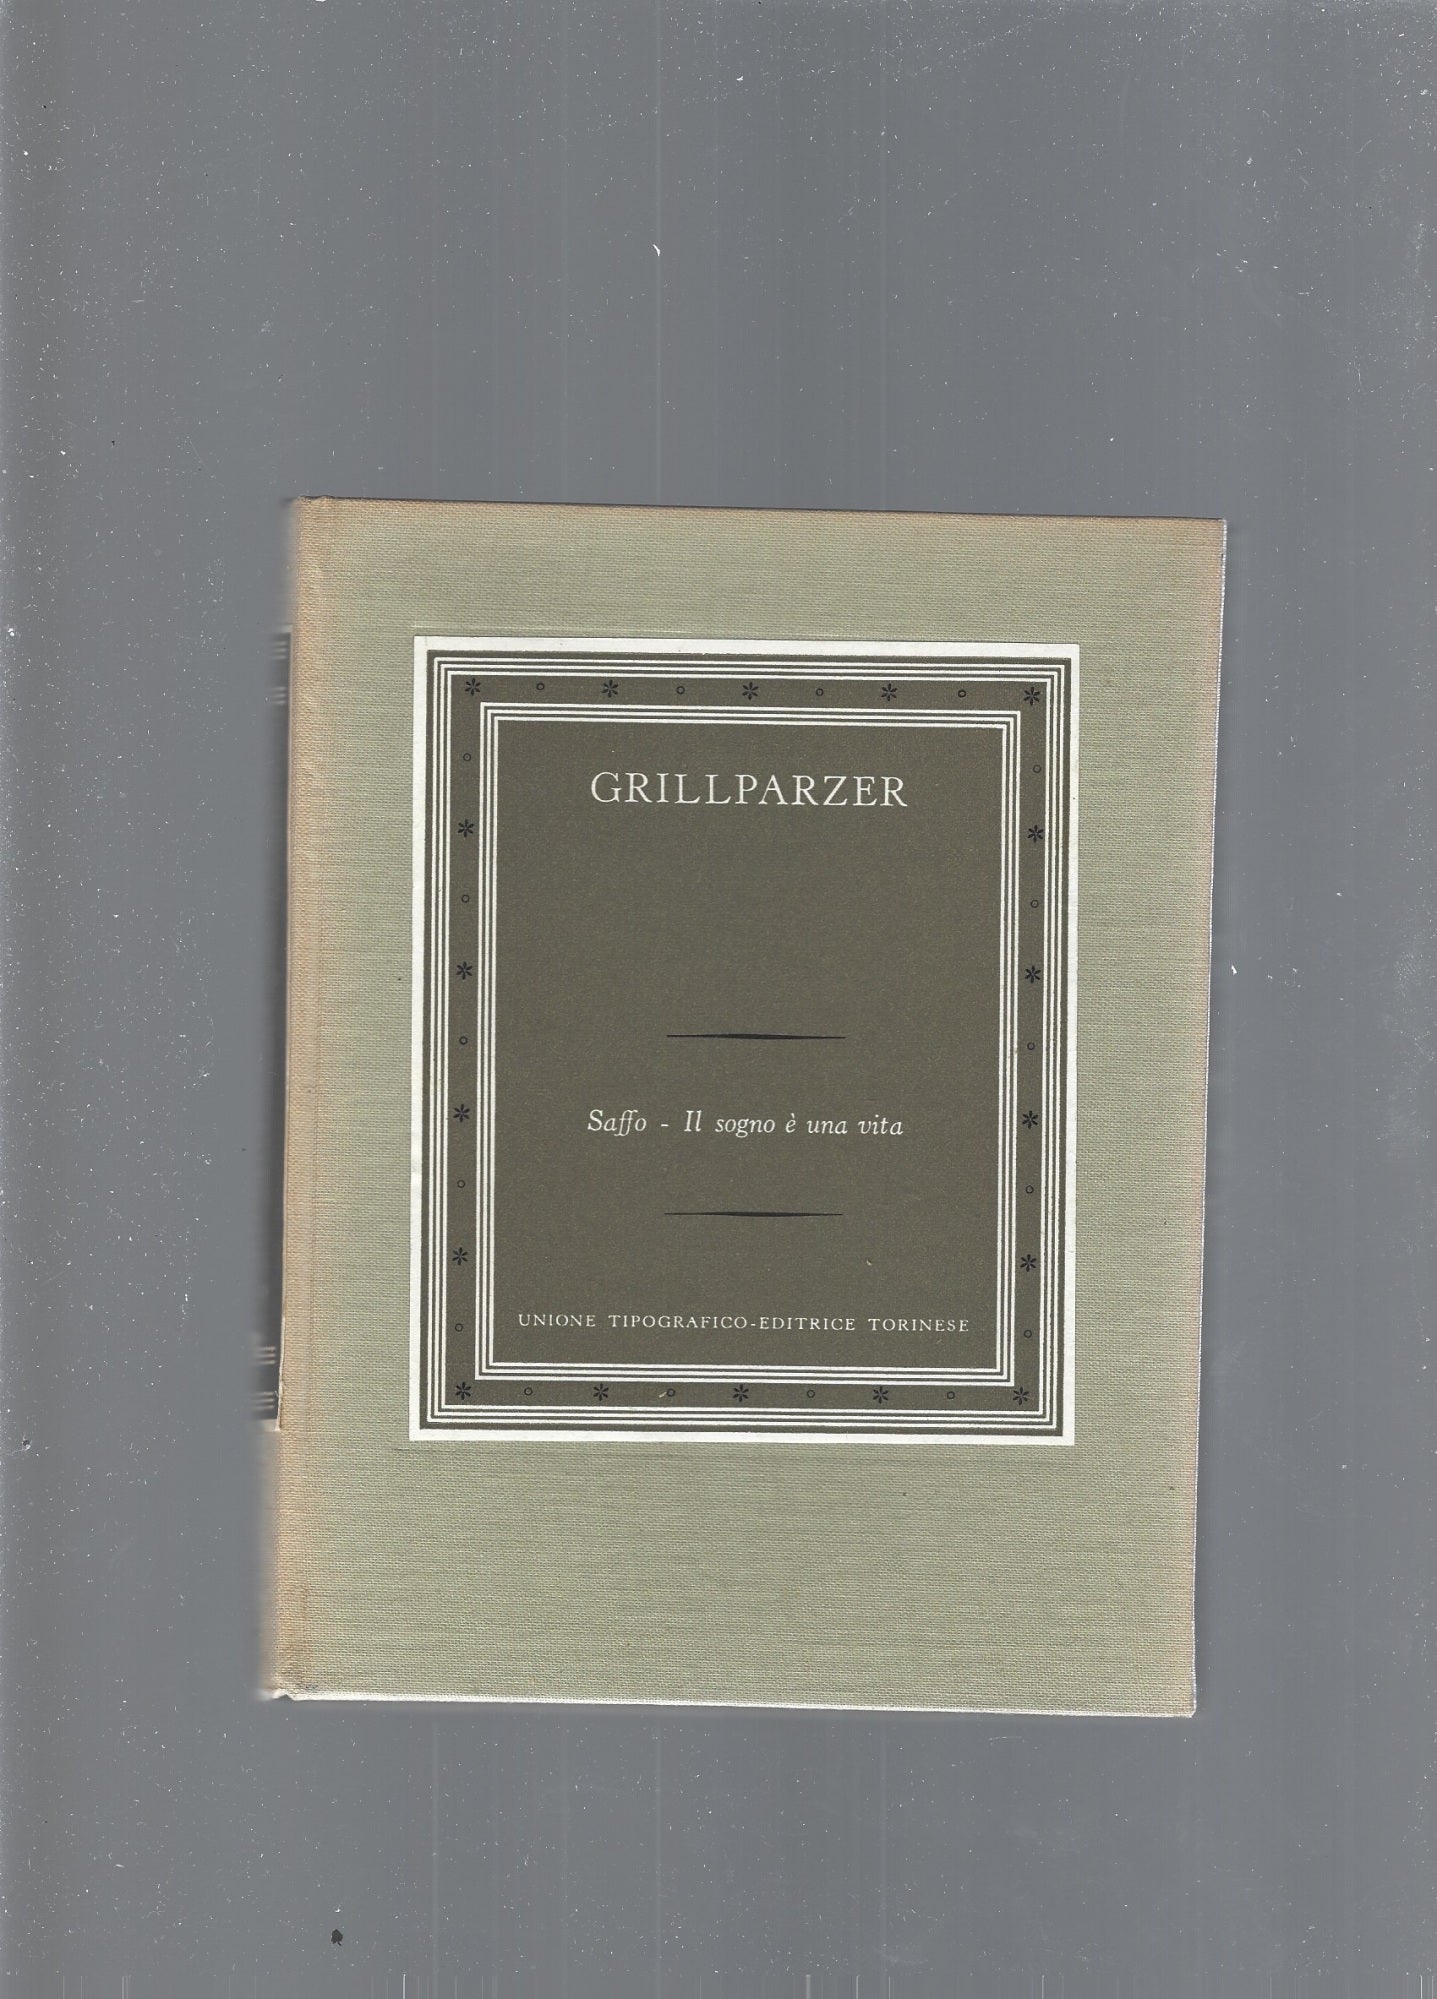 GRILLPARZER
Saffo - Il sogno è una vita
UNIONE TIPOGRAFICO-EDITRICE TORINESE